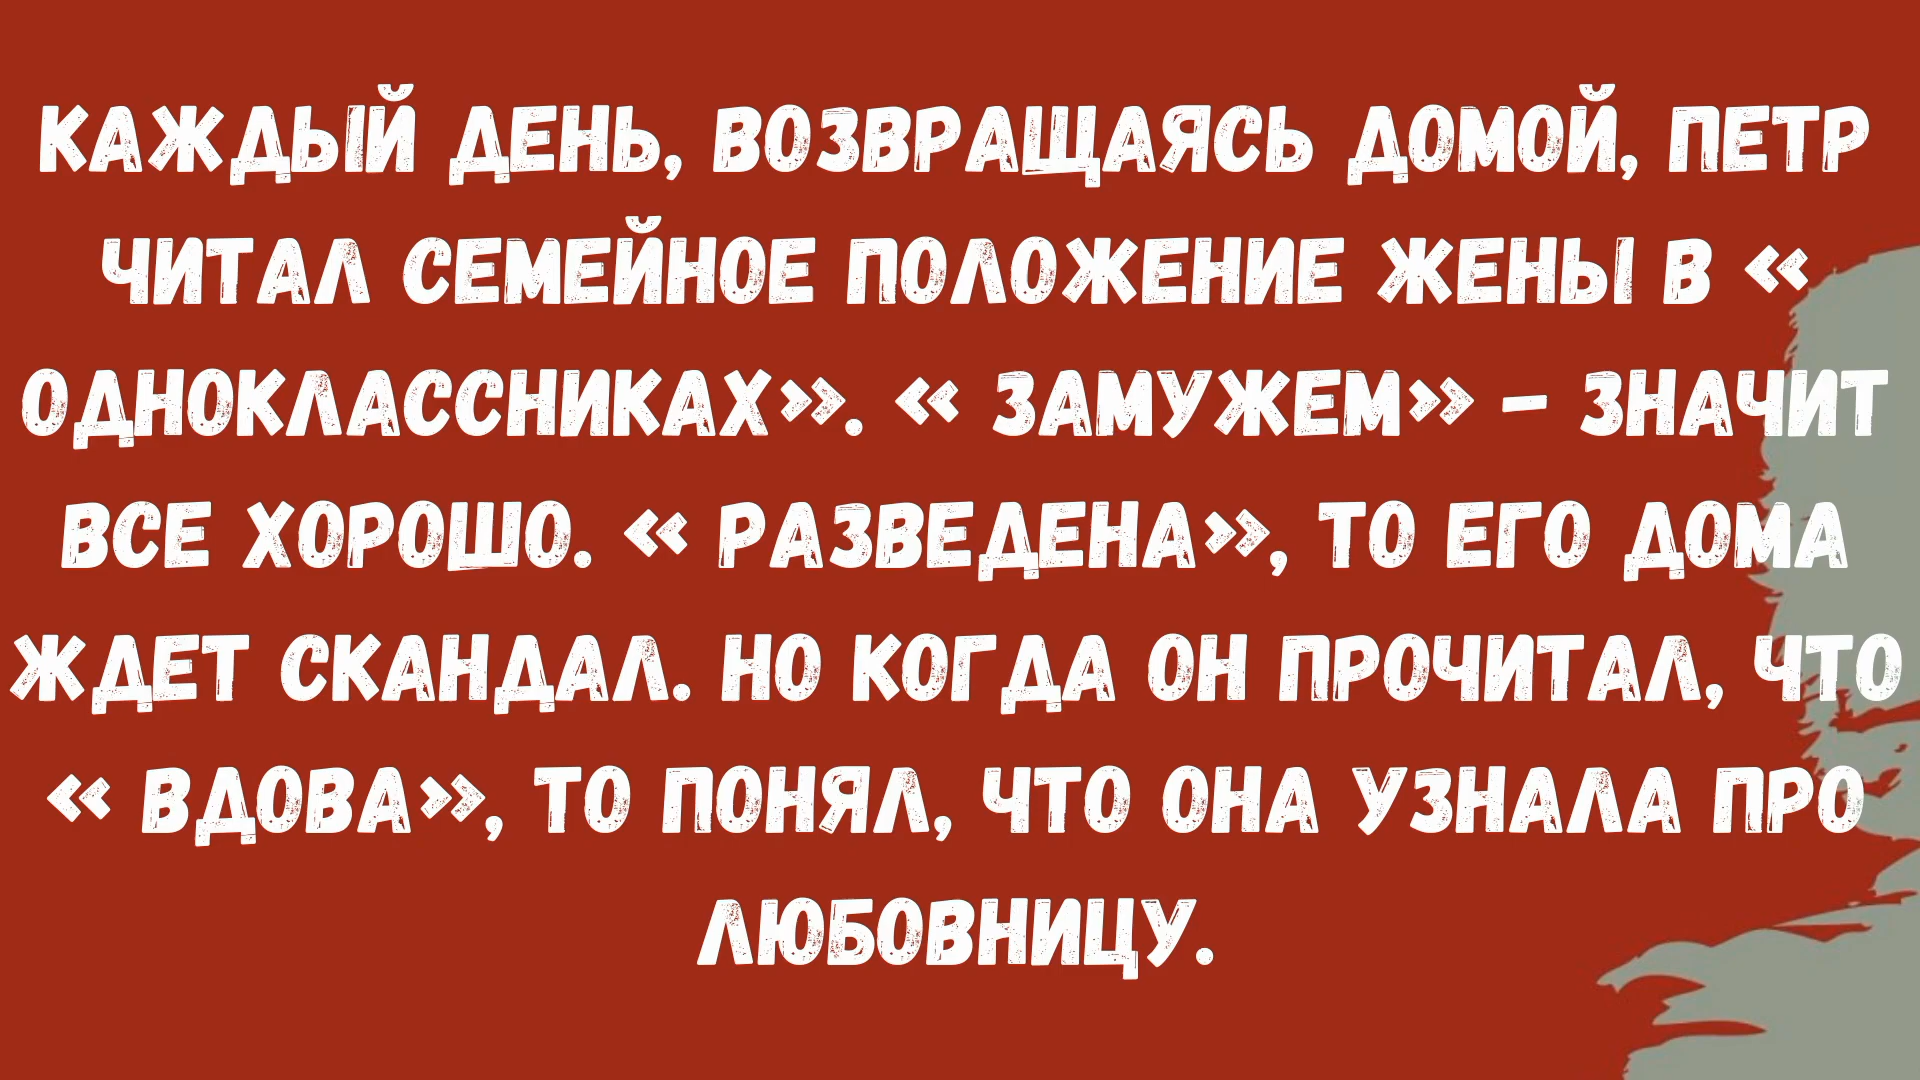 КАЖДЫЙ ДЕНЬ, ВОЗВРАЩАЯСЬ ДОМОЙ, ПЕТР
ЧИТАЛ СЕМЕЙНОЕ ПОЛОЖЕНИЕ ЖЕНЫ В «
ОДНОКЛАССНИКАХ». « ЗАМУЖЕМ» - ЗНАЧИТ
ВСЕ ХОРОШО. « РАЗВЕДЕНА», ТО ЕГО ДОМА
ЖДЕТ СКАНДАЛ. НО КОГДА ОН ПРОЧИТАЛ, ЧТО
« ВДОВА», ТО ПОНЯЛ, ЧТО ОНА УЗНАЛА ПРО
ЛЮБОВНИЦУ.